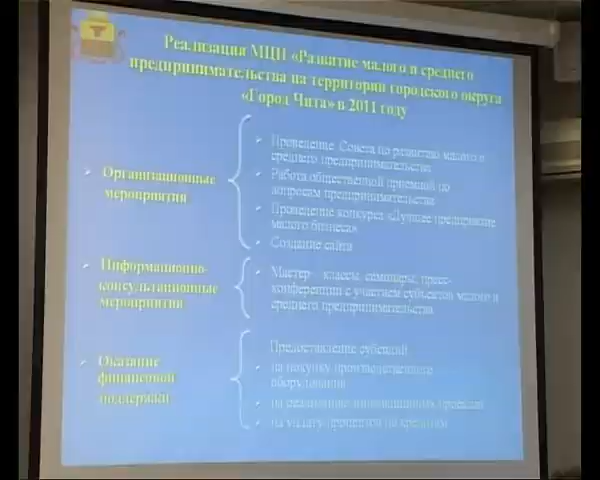 Реализация МЦП «Развитие малого и среднего
предпринимательства на территории городского округа
«Город Чита» в 2011 году
Организационные
мероприятия
Проведение Совета по развитию малого и
среднего предпринимательства
Работа общественной приемной по
вопросам предпринимательства
Проведение конкурса «Лучшее предприятие
малого бизнеса»
Создание сайта
Информационно-
консультационные
мероприятия
Мастер – классы, семинары, пресс-
конференции с участием субъектов малого и
среднего предпринимательства
Оказание
финансовой
поддержки
Предоставление субсидий
на покупку производственного
оборудования
на реализацию инновационных проектов
на уплату процентов по кредитам